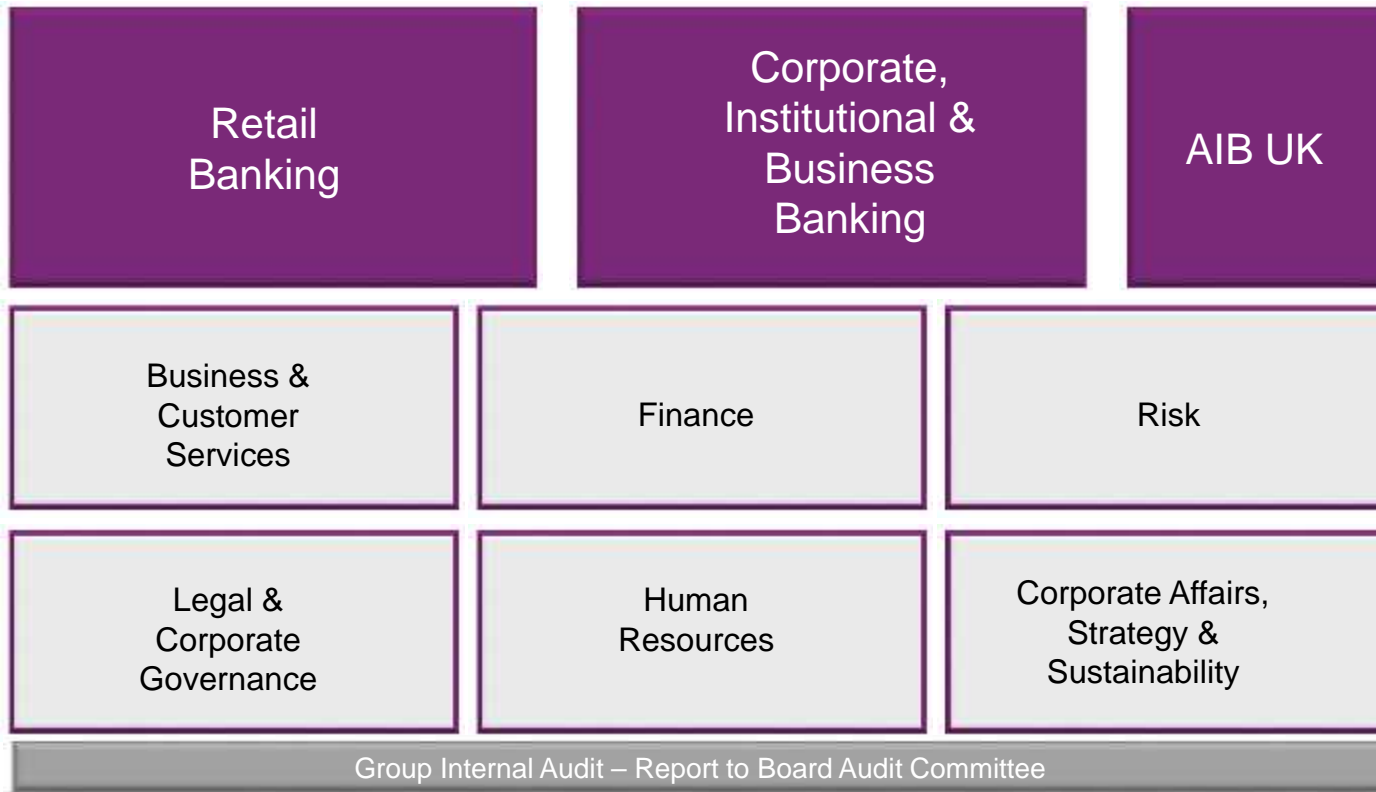 Retail
Banking
Corporate,
Institutional &
Business
Banking
AIB UK
Business &
Customer
Services
Finance
Risk
Legal &
Corporate
Governance
Human
Resources
Corporate Affairs,
Strategy &
Sustainability
Group Internal Audit – Report to Board Audit Committee